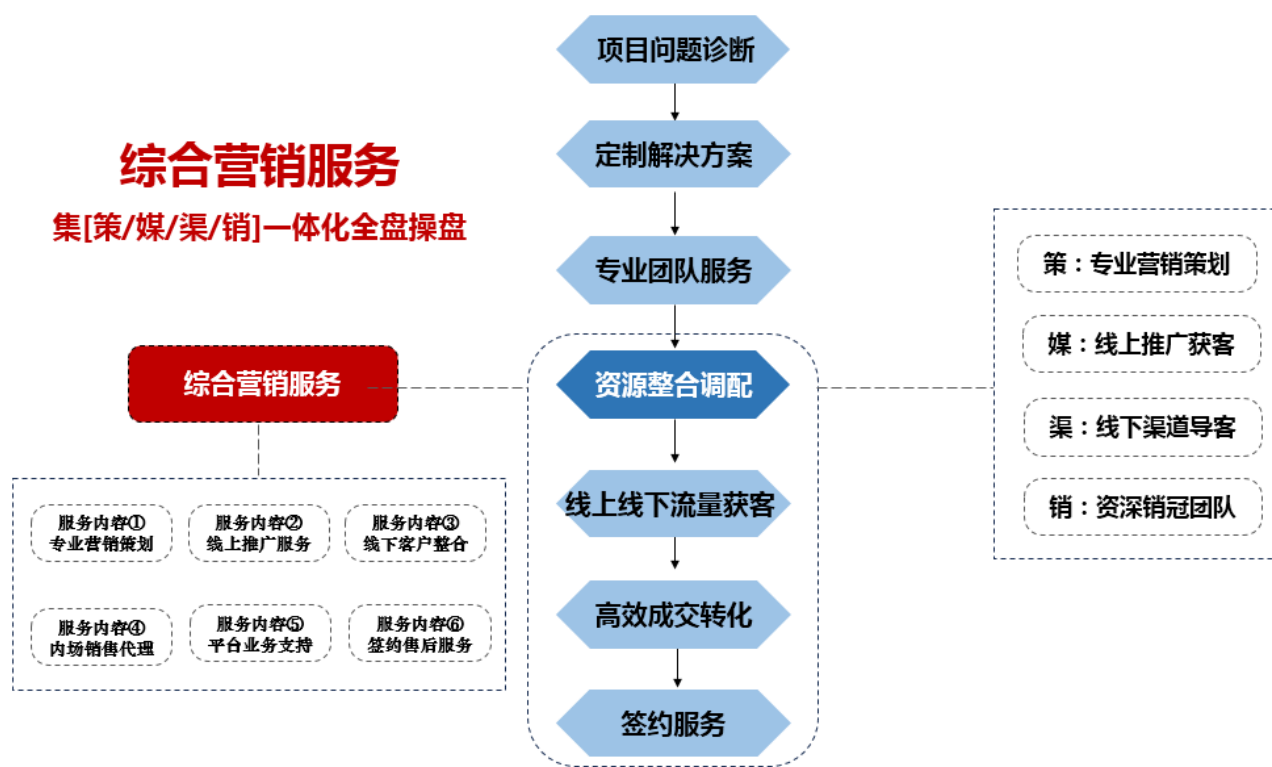 项目问题诊断
定制解决方案
专业团队服务
资源整合调配
线上线下流量获客
高效成交转化
签约服务
综合营销服务
集[策/媒/渠/销]一体化全盘操盘
综合营销服务
服务内容①
专业营销策划
服务内容②
线上推广服务
服务内容③
线下客户整合
服务内容④
内场销售代理
服务内容⑤
平台业务支持
服务内容⑥
签约售后服务
策：专业营销策划
媒：线上推广获客
渠：线下渠道导客
销：资深销冠团队